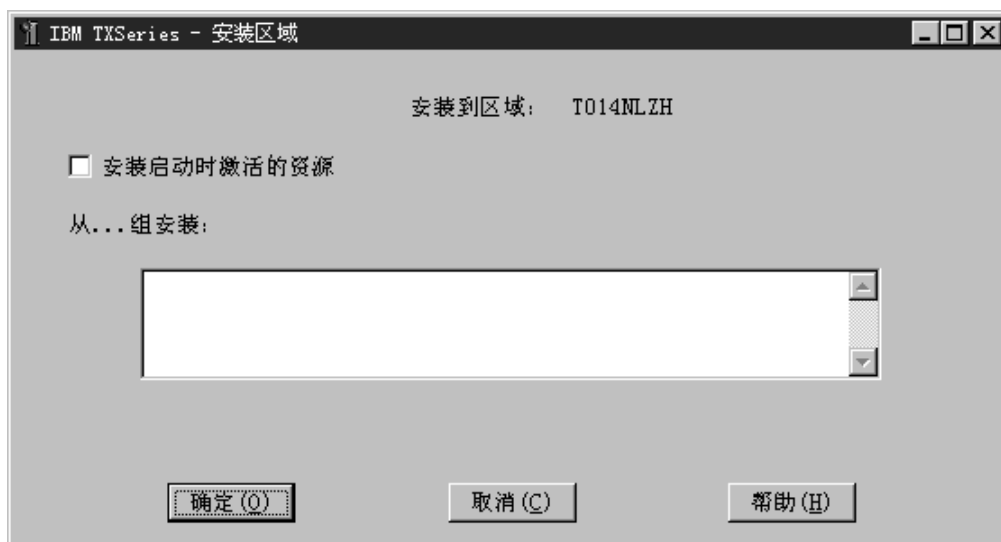 IBM TXSeries - 安装区域
安装到区域: T014NLZH
安装启动时激活的资源
从...组安装:
确定(O) 取消(C) 帮助(H)